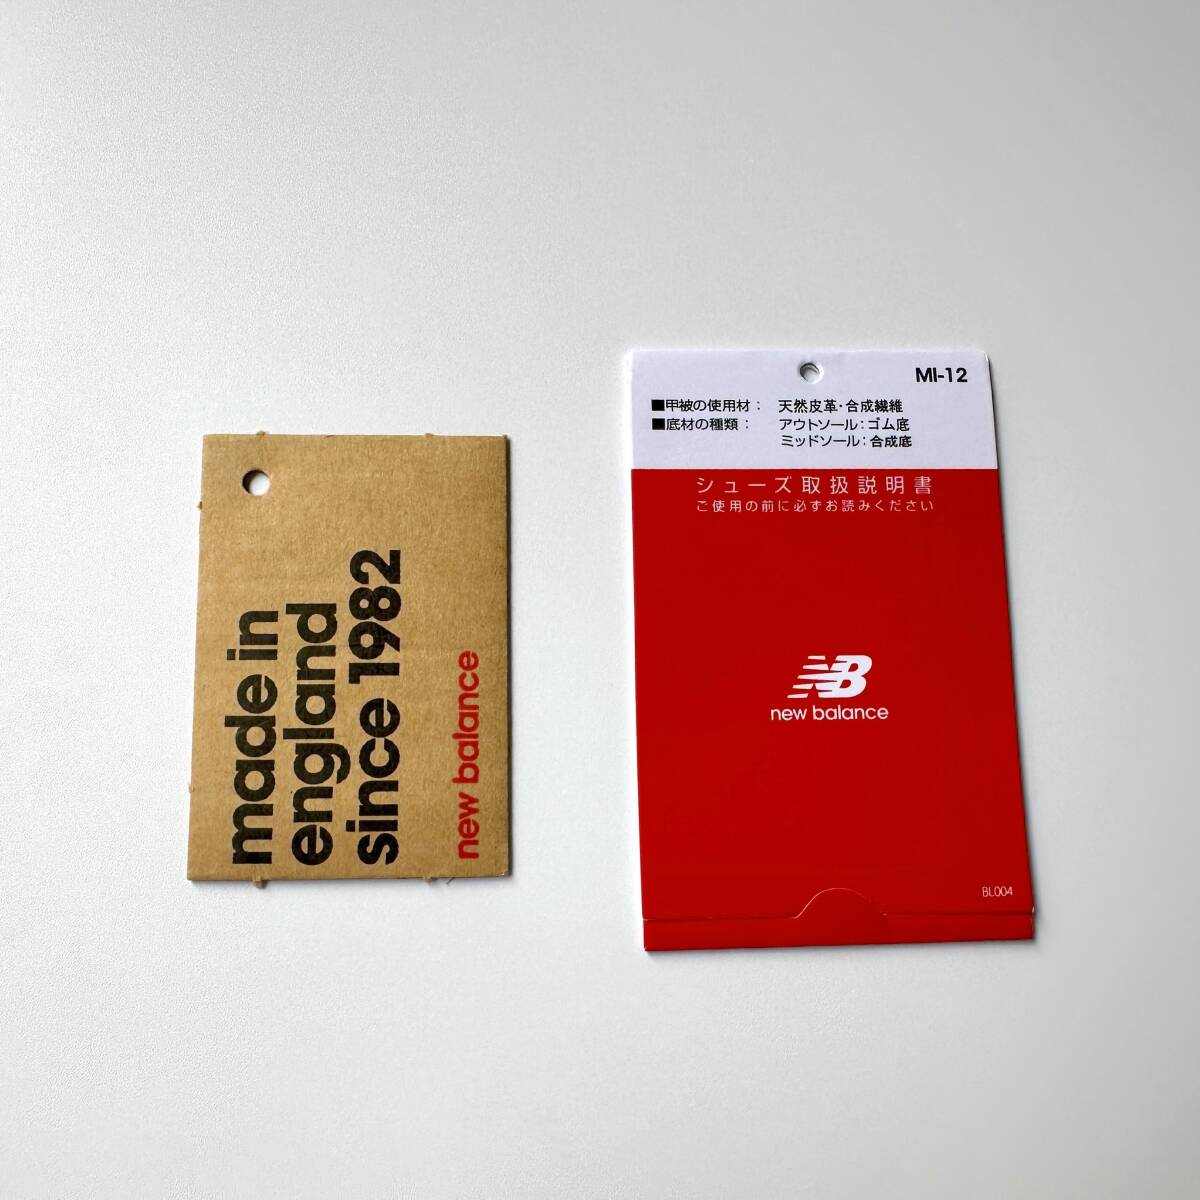 made in
england
since 1982
new balance
MI-12
■甲被の使用材： 天然皮革・合成繊維
■底材の種類： アウトソール：ゴム底
ミッドソール：合成底
シューズ取扱説明書
ご使用の前に必ずお読みください
NB
new balance
BL004